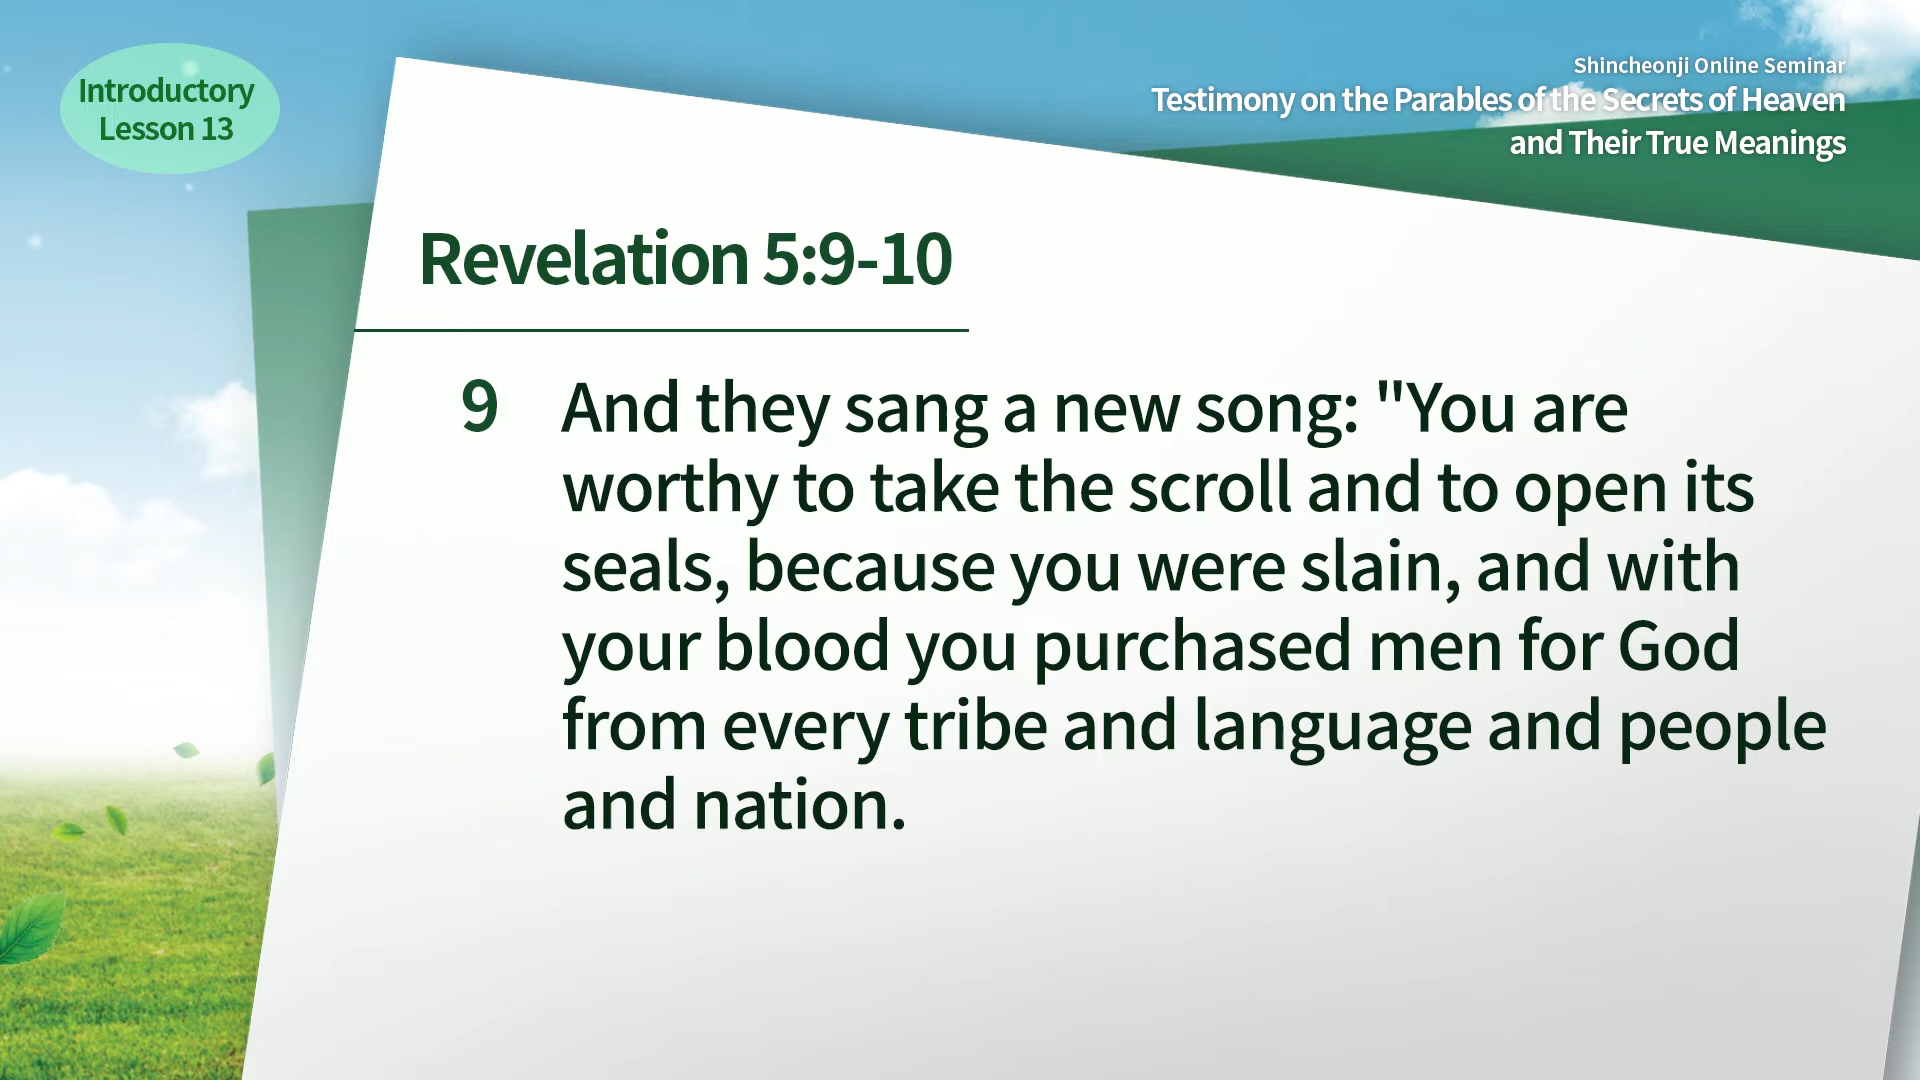 Introductory
Lesson 13
Shincheonji Online Seminar
Testimony on the Parables of the Secrets of Heaven
and Their True Meanings
Revelation 5:9-10
9 And they sang a new song: "You are
worthy to take the scroll and to open its
seals, because you were slain, and with
your blood you purchased men for God
from every tribe and language and people
and nation.